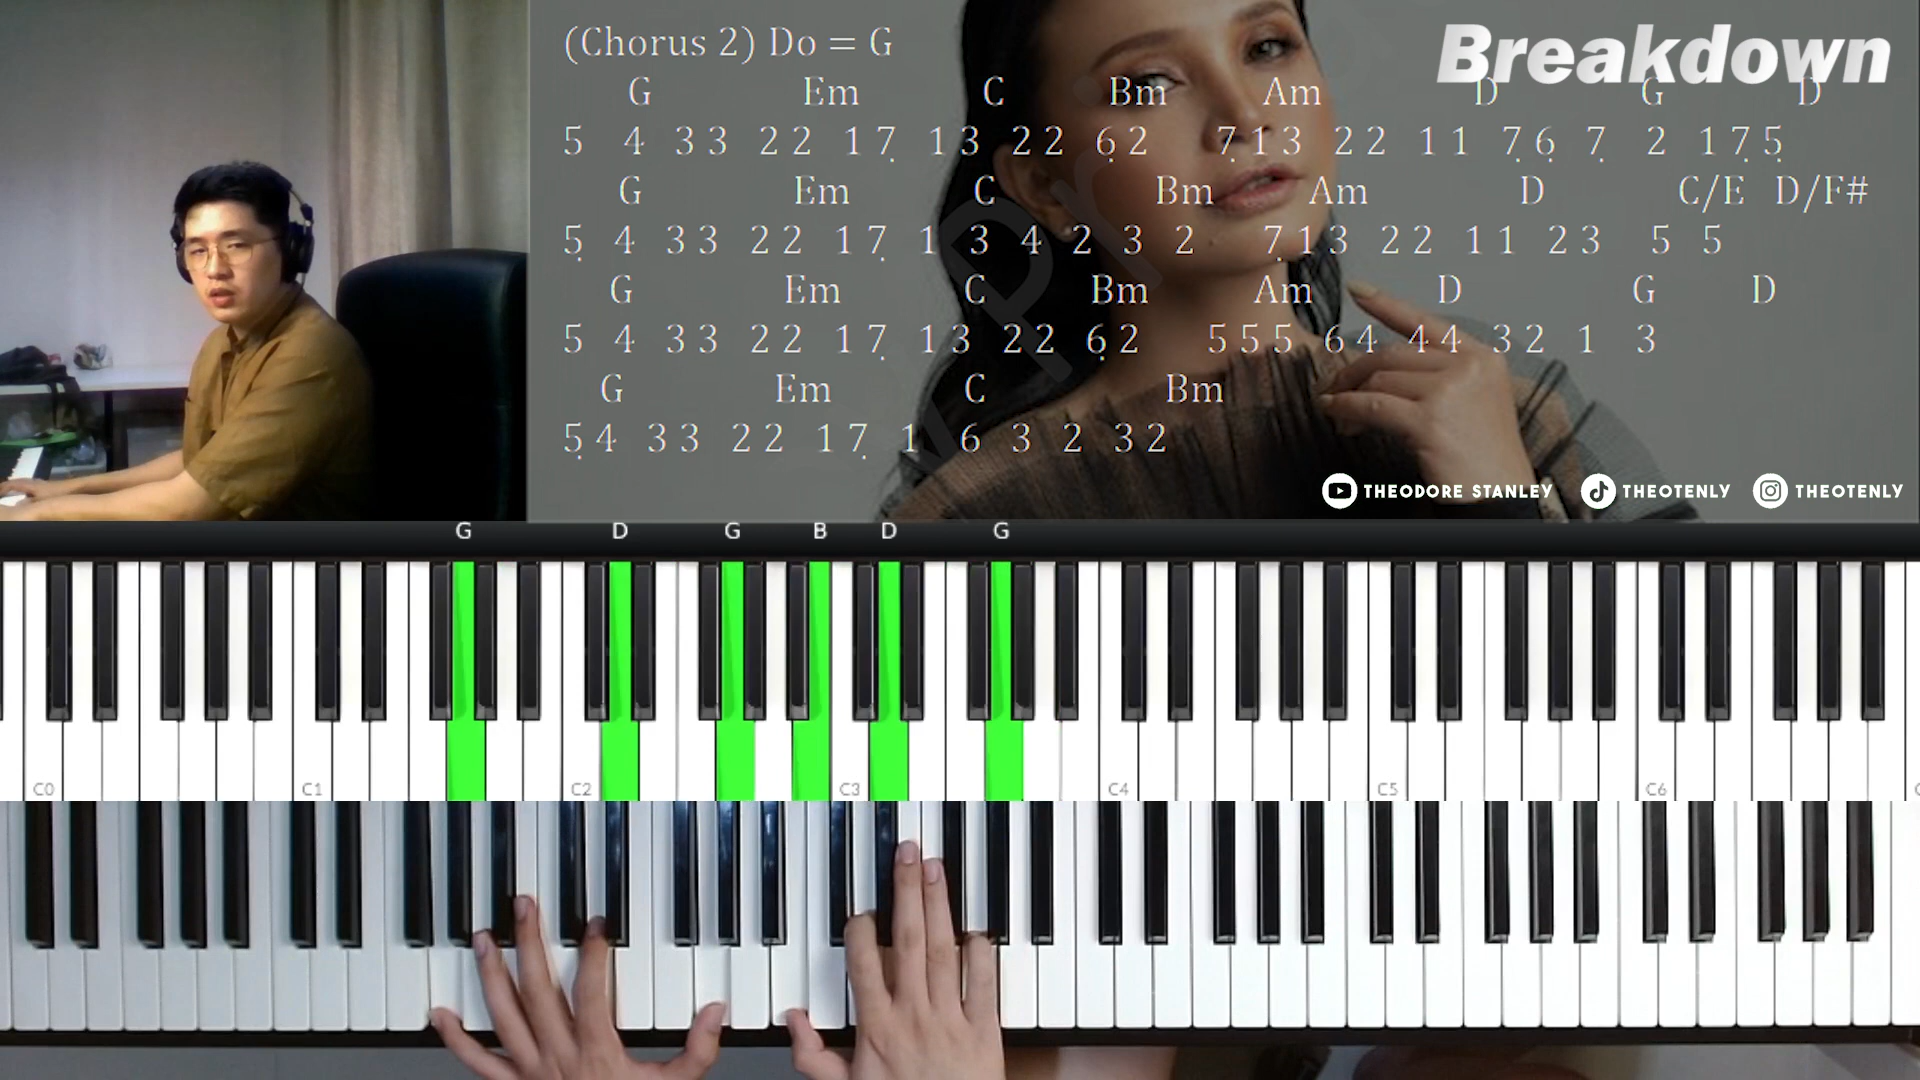 (Chorus 2) Do = G
Breakdown
G Em C Bm Am D G D
5 4 3 3 2 2 1 7̣ 1 3 2 2 6̣ 2 7̣ 1 3 2 2 1 1 7̣ 6̣ 7̣ 2 1 7̣ 5̣
G Em C Bm Am D C/E D/F#
5̣ 4 3 3 2 2 1 7̣ 1 3 4 2 3 2 7̣ 1 3 2 2 1 1 2 3 5 5
G Em C Bm Am D G D
5 4 3 3 2 2 1 7̣ 1 3 2 2 6̣ 2 5 5 5 6 4 4 4 3 2 1 3
G Em C Bm
5̣ 4 3 3 2 2 1 7̣ 1 6 3 2 3 2
THEODORE STANLEY THEOTENLY THEOTENLY
G D G B D G
C0 C1 C2 C3 C4 C5 C6